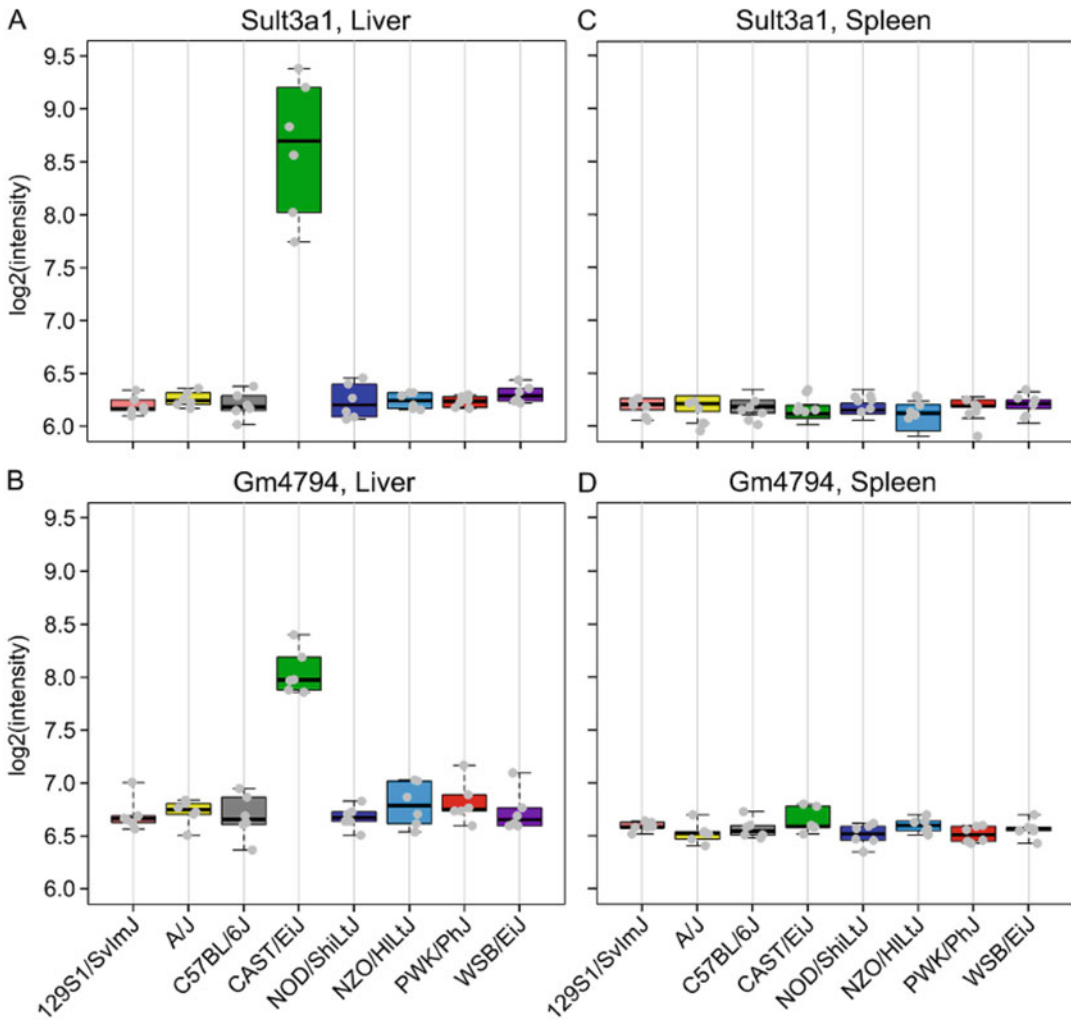 A
Sult3a1, Liver
9.5
9.0
8.5
8.0
7.5
7.0
6.5
6.0
log2(intensity)
C
Sult3a1, Spleen
B
Gm4794, Liver
9.5
9.0
8.5
8.0
7.5
7.0
6.5
6.0
log2(intensity)
129S1/SvImJ
A/J
C57BL/6J
CAST/EiJ
NOD/ShiLtJ
NZO/HlLtJ
PWK/PhJ
WSB/EiJ
D
Gm4794, Spleen
129S1/SvImJ
A/J
C57BL/6J
CAST/EiJ
NOD/ShiLtJ
NZO/HlLtJ
PWK/PhJ
WSB/EiJ